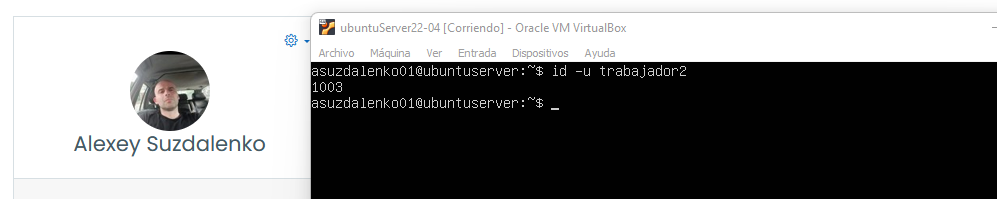 ubuntuServer22-04 [Corriendo] - Oracle VM VirtualBox
Archivo Máquina Ver Entrada Dispositivos Ayuda
asuzdalenko01@ubuntuserver:~$ id -u trabajador2
1003
asuzdalenko01@ubuntuserver:~$ _
Alexey Suzdalenko